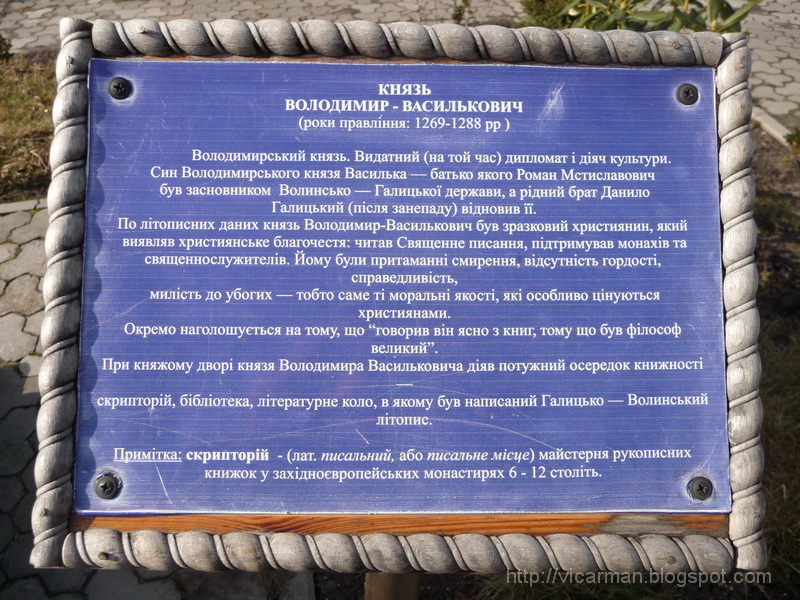 КНЯЗЬ
ВОЛОДИМИР - ВАСИЛЬКОВИЧ
(роки правління: 1269-1288 рр )
Володимирський князь. Видатний (на той час) дипломат і діяч культури.
Син Володимирського князя Василька — батько якого Роман Мстиславович
був засновником Волинсько — Галицької держави, а рідний брат Данило
Галицький (після занепаду) відновив її.
По літописних даних князь Володимир-Василькович був зразковий християнин, який
виявляв християнське благочестя: читав Священне писання, підтримував монахів та
священнослужителів. Йому були притаманні смирення, відсутність гордості,
справедливість,
милість до убогих — тобто саме ті моральні якості, які особливо цінуються
християнами.
Окремо наголошується на тому, що “говорив він ясно з книг, тому що був філософ
великий”.
При княжому дворі князя Володимира Васильковича діяв потужний осередок книжності
—
скрипторій, бібліотека, літературне коло, в якому був написаний Галицько — Волинський
літопис.
Примітка: скрипторій - (лат. писальний, або писальне місце) майстерня рукописних
книжок у західноєвропейських монастирях 6 - 12 століть.
http://vicarman.blogspot.com/